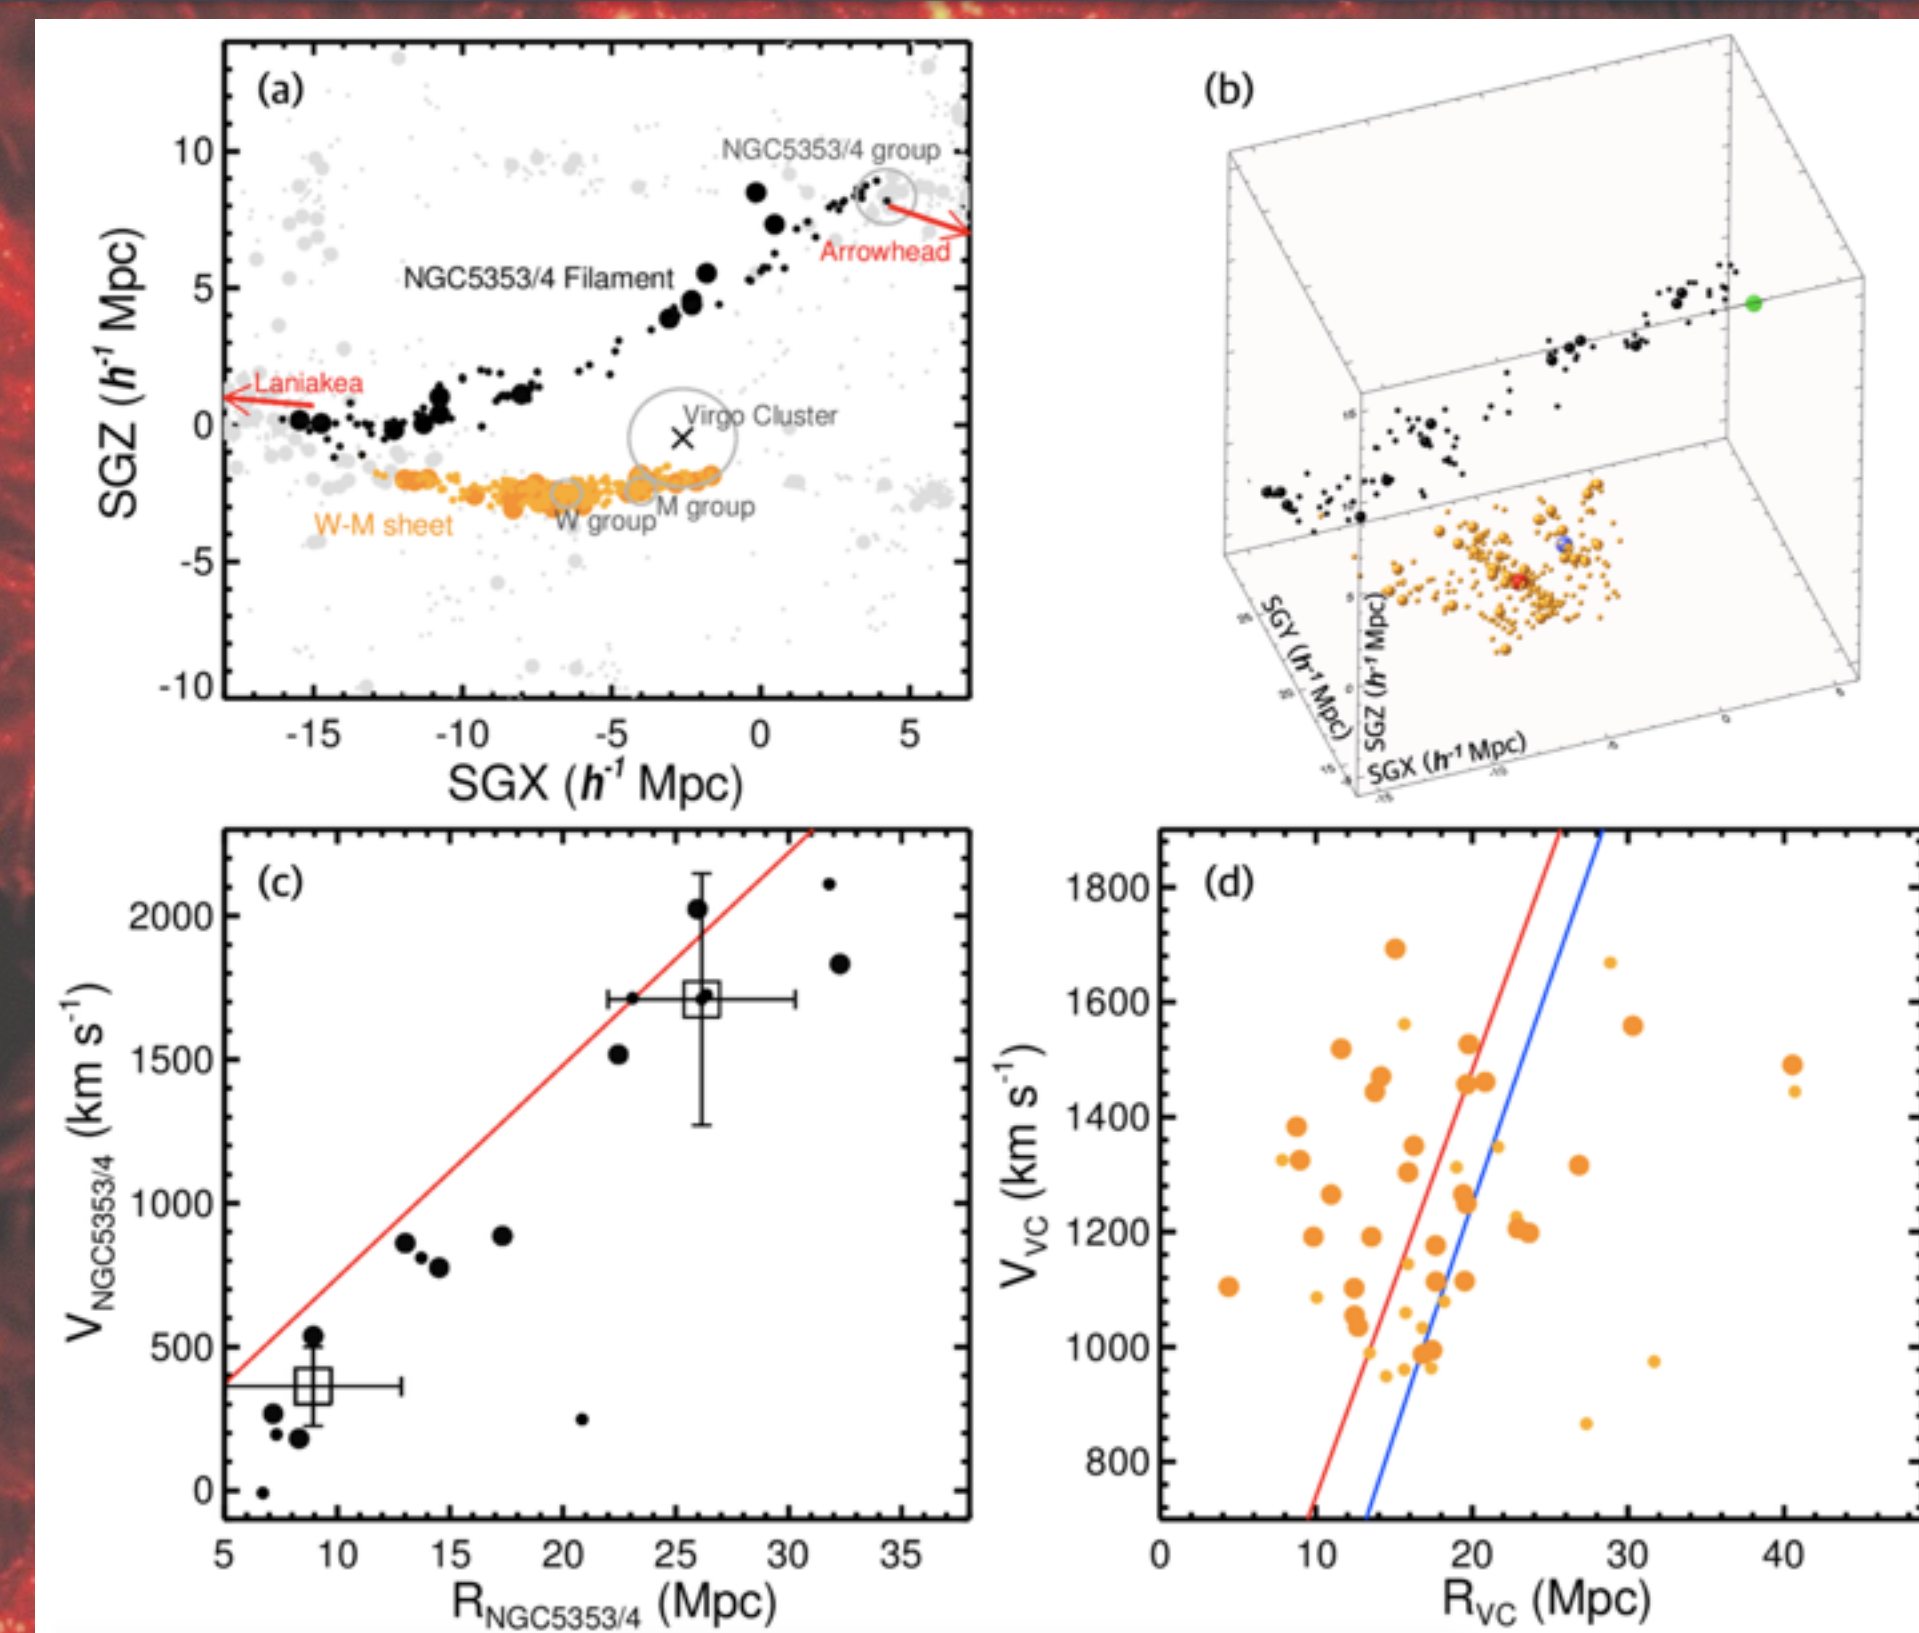 (a)
NGC5353/4 group
Arrowhead
NGC5353/4 Filament
Laniakea
Virgo Cluster
W-M sheet
W group
M group
10
5
0
-5
-10
SGZ (h⁻¹ Mpc)
-15 -10 -5 0 5
SGX (h⁻¹ Mpc)
(b)
SGY (h⁻¹ Mpc)
SGZ (h⁻¹ Mpc)
SGX (h⁻¹ Mpc)
(c)
2000
1500
1000
500
0
V_NGC5353/4 (km s⁻¹)
5 10 15 20 25 30 35
R_NGC5353/4 (Mpc)
(d)
1800
1600
1400
1200
1000
800
V_VC (km s⁻¹)
0 10 20 30 40
R_VC (Mpc)